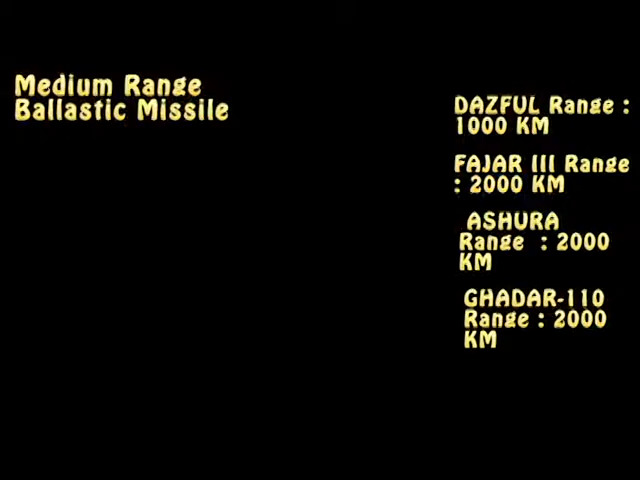 Medium Range
Ballastic Missile
DAZFUL Range :
1000 KM
FAJAR III Range
: 2000 KM
ASHURA
Range : 2000
KM
GHADAR-110
Range : 2000
KM